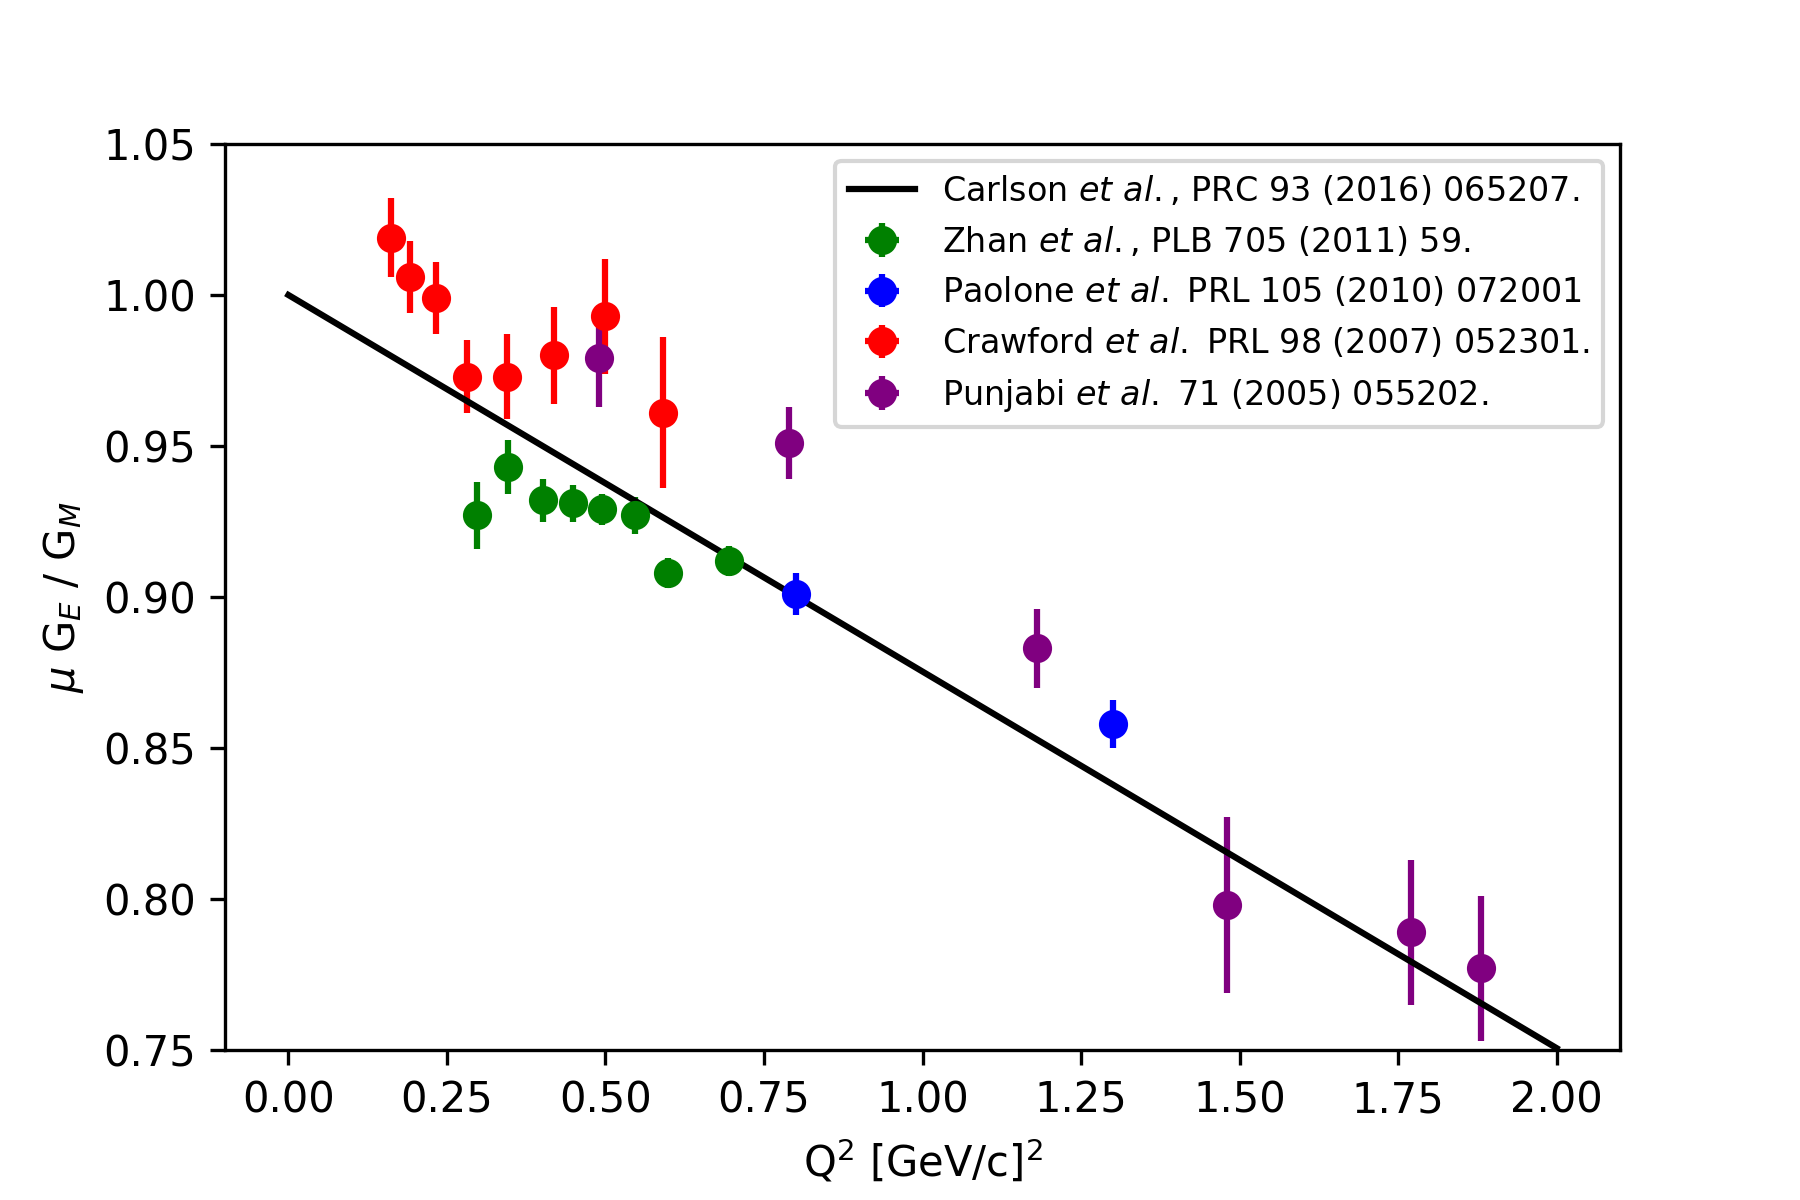 1.05
1.00
0.95
0.90
0.85
0.80
0.75
μ G_E / G_M
Carlson et al., PRC 93 (2016) 065207.
Zhan et al., PLB 705 (2011) 59.
Paolone et al. PRL 105 (2010) 072001
Crawford et al. PRL 98 (2007) 052301.
Punjabi et al. 71 (2005) 055202.
0.00 0.25 0.50 0.75 1.00 1.25 1.50 1.75 2.00
Q² [GeV/c]²